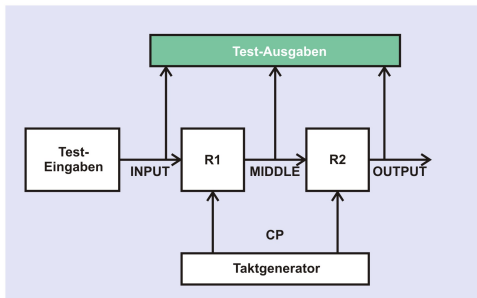 Test-Ausgaben
Test-
Eingaben
INPUT
R1
MIDDLE
R2
OUTPUT
CP
Taktgenerator